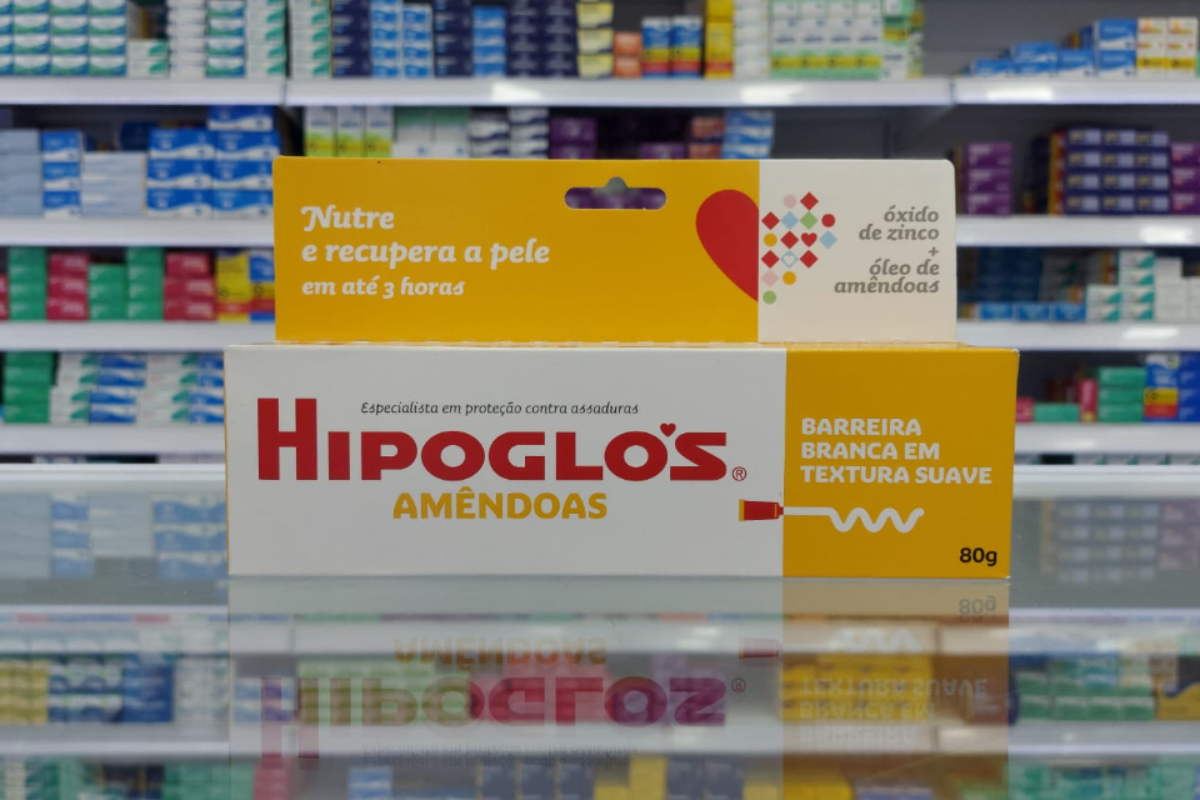 Nutre
e recupera a pele
em até 3 horas
óxido
de zinco
+
óleo de
amêndoas
Especialista em proteção contra assaduras
HIPOGLÓS®
AMÊNDOAS
BARREIRA
BRANCA EM
TEXTURA SUAVE
80g